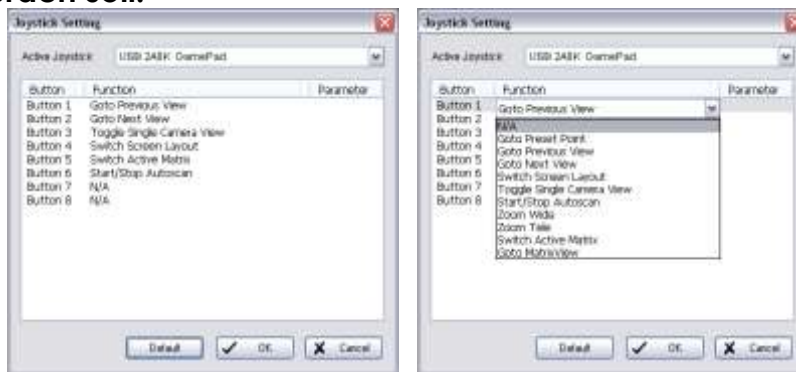 Joystick Setting
Active Joystick USB 2A8K GamePad
Button Function Parameter
Button 1 Goto Previous View
Button 2 Goto Next View
Button 3 Toggle Single Camera View
Button 4 Switch Screen Layout
Button 5 Switch Active Matrix
Button 6 Start/Stop Autoscan
Button 7 N/A
Button 8 N/A
Default OK Cancel
Joystick Setting
Active Joystick USB 2A8K GamePad
Button Function Parameter
Button 1 Goto Previous View
Button 2 N/A
Button 3 Goto Preset Point
Button 4 Goto Previous View
Button 5 Goto Next View
Button 6 Switch Screen Layout
Button 7 Toggle Single Camera View
Button 8 Start/Stop Autoscan
Zoom Wide
Zoom Tele
Switch Active Matrix
Goto MatrixView
Default OK Cancel